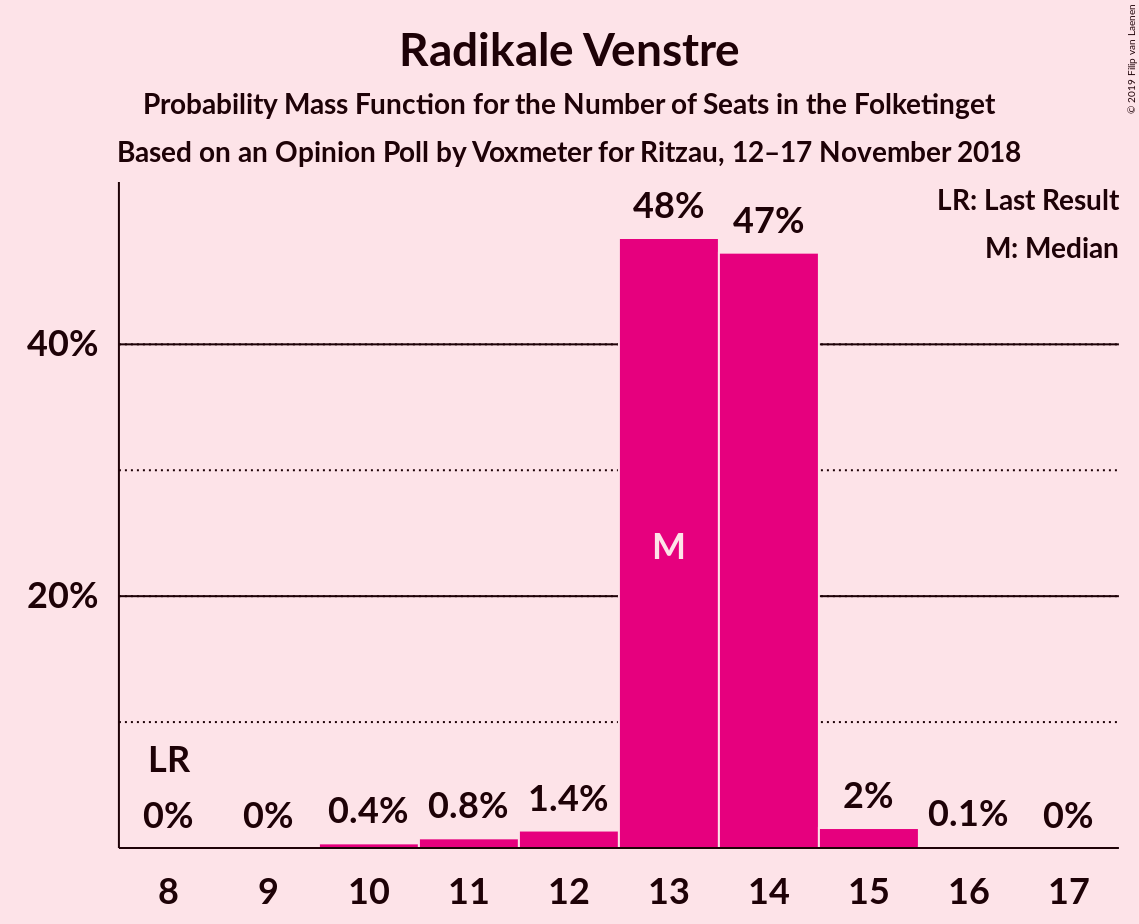 Radikale Venstre
Probability Mass Function for the Number of Seats in the Folketinget
Based on an Opinion Poll by Voxmeter for Ritzau, 12–17 November 2018
© 2019 Filip van Laenen
LR: Last Result
M: Median
48%
47%
40%
M
20%
LR
0%
0%
0.4%
0.8%
1.4%
2%
0.1%
0%
8
9
10
11
12
13
14
15
16
17